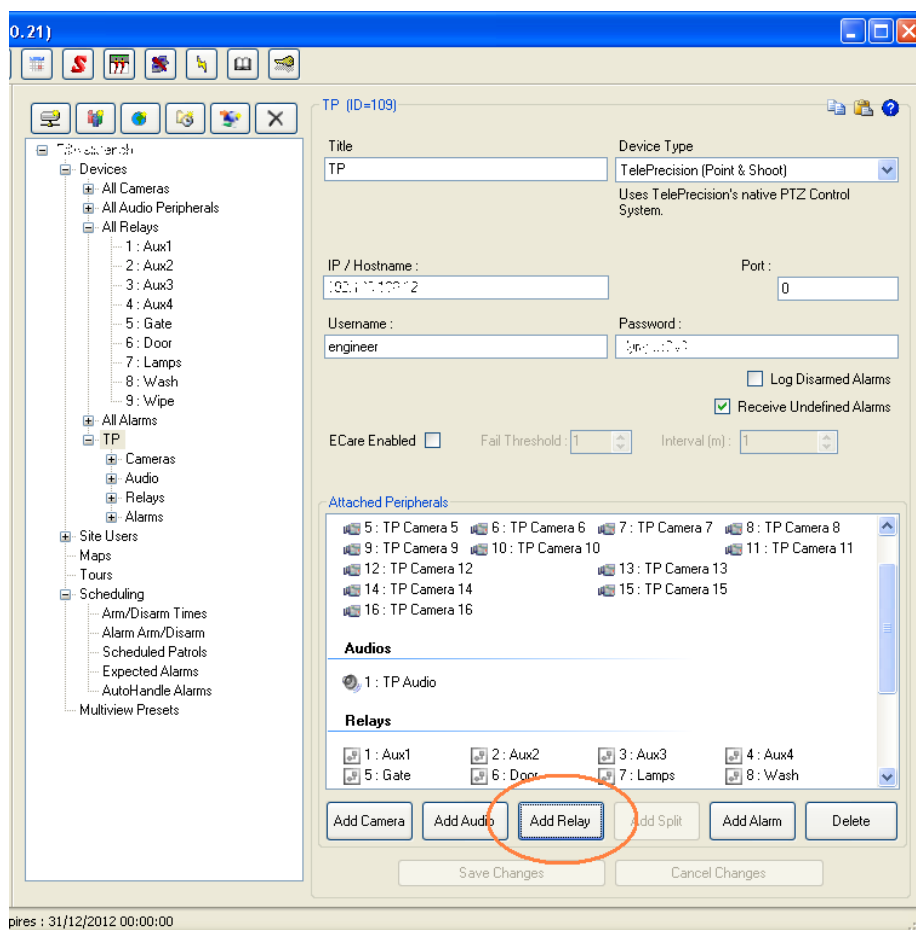 0.21)
TP (ID=109)
Title
Device Type
TP
TelePrecision (Point & Shoot)
Uses TelePrecision's native PTZ Control
System.
IP / Hostname :
Port :
0
Username :
Password :
engineer
Log Disarmed Alarms
Receive Undefined Alarms
ECare Enabled
Fail Threshold : 1
Interval (m) : 1
Devices
All Cameras
All Audio Peripherals
All Relays
1 : Aux1
2 : Aux2
3 : Aux3
4 : Aux4
5 : Gate
6 : Door
7 : Lamps
8 : Wash
9 : Wipe
All Alarms
TP
Cameras
Audio
Relays
Alarms
Site Users
Maps
Tours
Scheduling
Arm/Disarm Times
Alarm Arm/Disarm
Scheduled Patrols
Expected Alarms
AutoHandle Alarms
Multiview Presets
Attached Peripherals
5 : TP Camera 5 6 : TP Camera 6 7 : TP Camera 7 8 : TP Camera 8
9 : TP Camera 9 10 : TP Camera 10 11 : TP Camera 11
12 : TP Camera 12 13 : TP Camera 13
14 : TP Camera 14 15 : TP Camera 15
16 : TP Camera 16
Audios
1 : TP Audio
Relays
1 : Aux1 2 : Aux2 3 : Aux3 4 : Aux4
5 : Gate 6 : Door 7 : Lamps 8 : Wash
Add Camera Add Audio Add Relay Add Split Add Alarm Delete
Save Changes Cancel Changes
pires : 31/12/2012 00:00:00